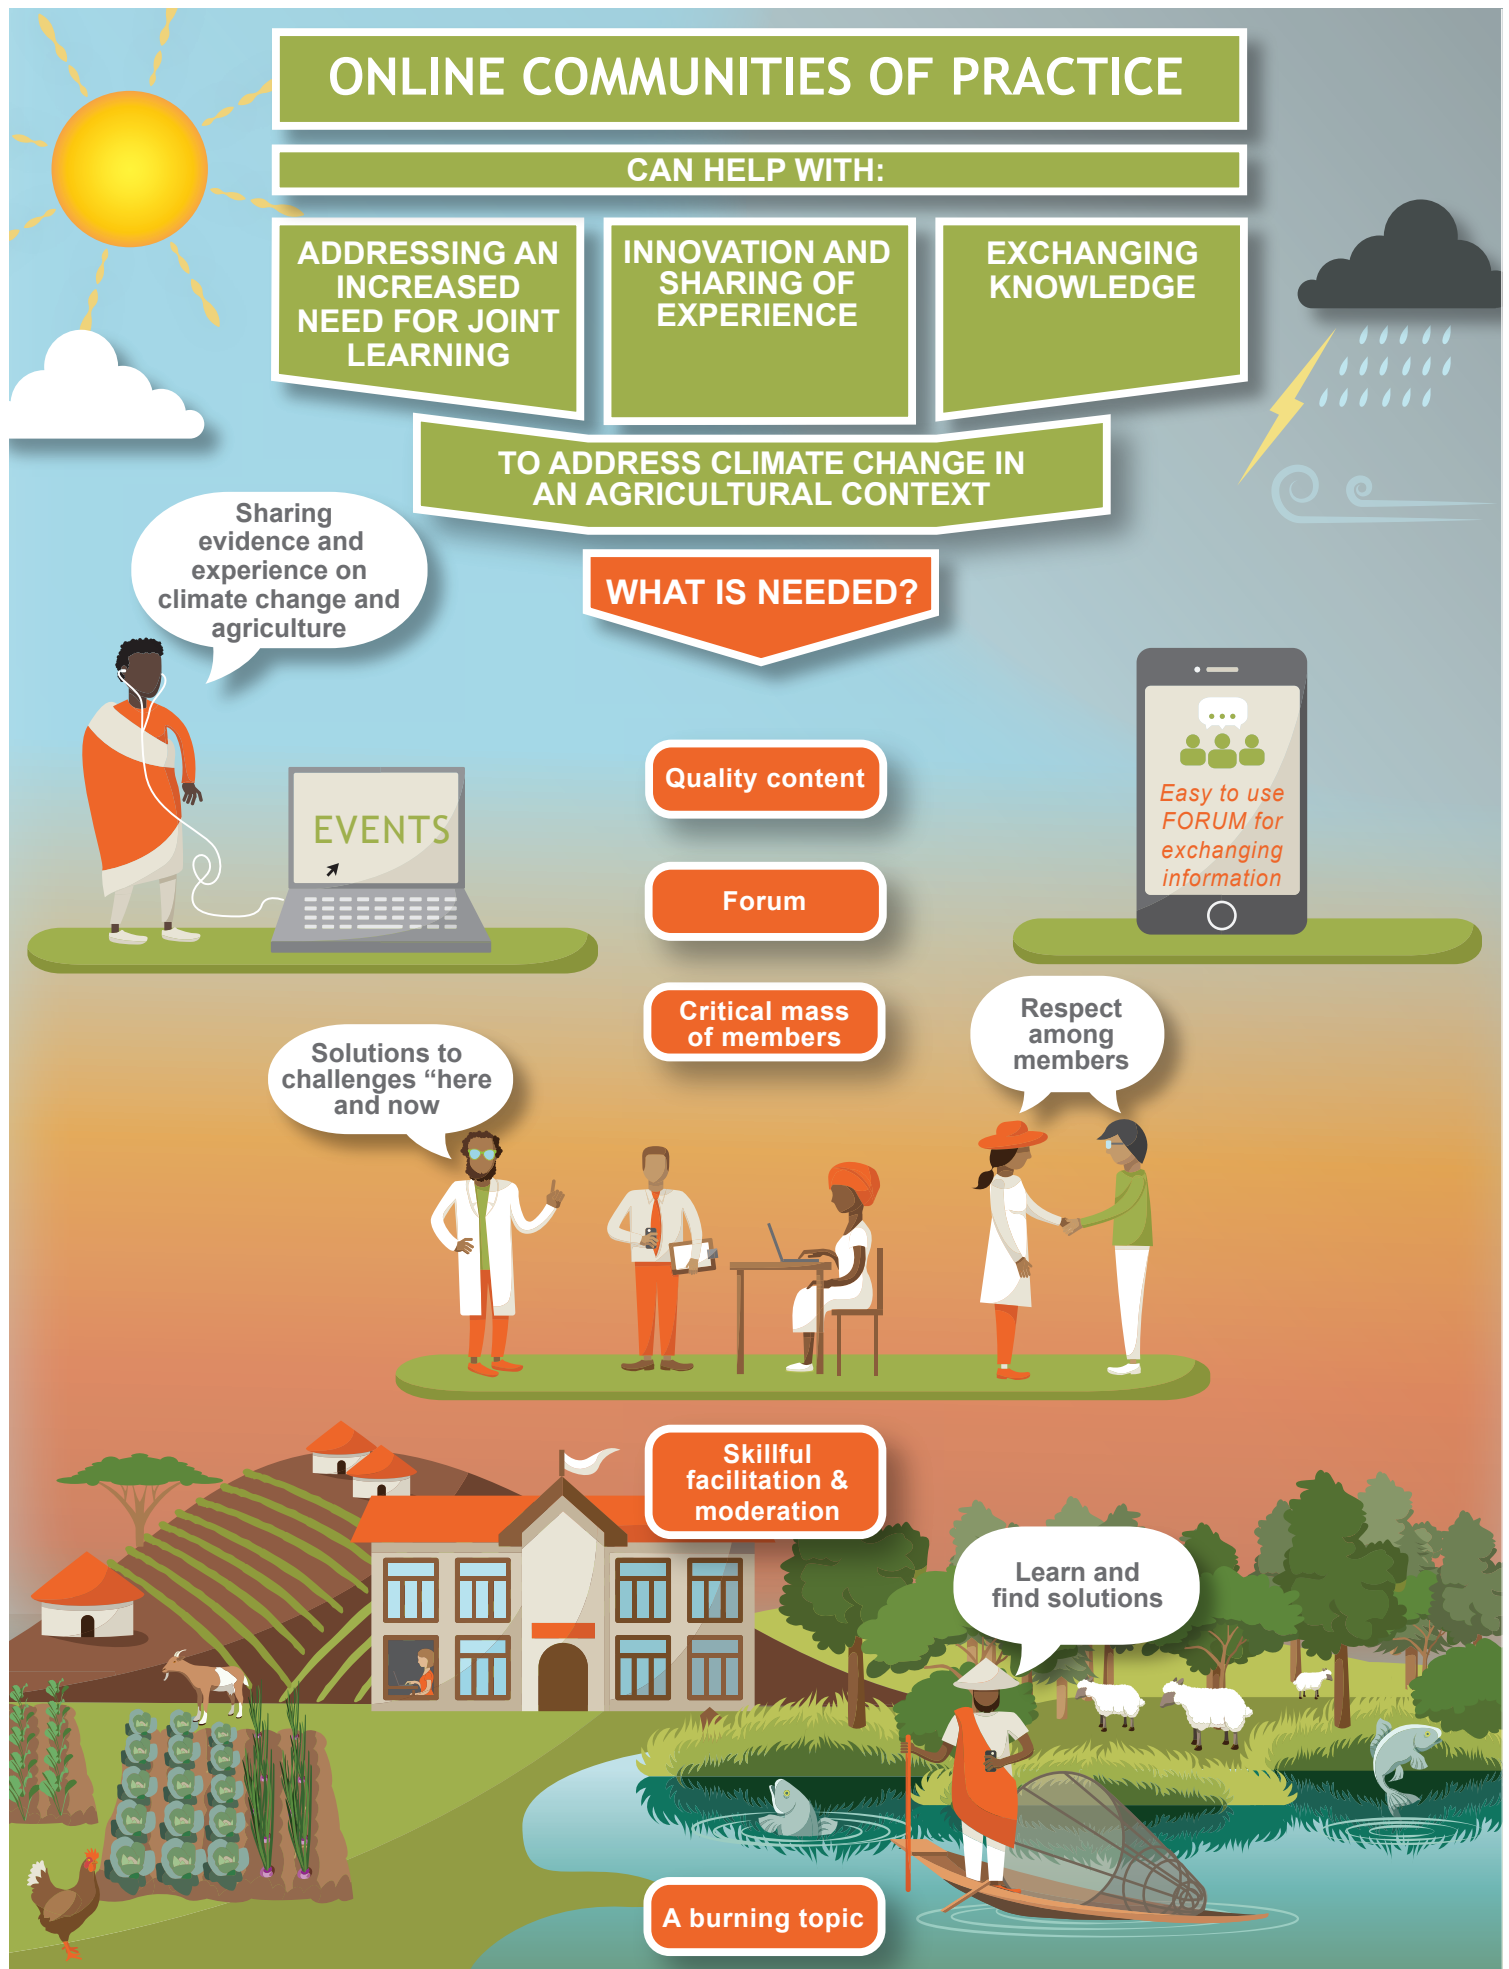 ONLINE COMMUNITIES OF PRACTICE
CAN HELP WITH:
ADDRESSING AN
INCREASED
NEED FOR JOINT
LEARNING
INNOVATION AND
SHARING OF
EXPERIENCE
EXCHANGING
KNOWLEDGE
TO ADDRESS CLIMATE CHANGE IN
AN AGRICULTURAL CONTEXT
Sharing
evidence and
experience on
climate change and
agriculture
WHAT IS NEEDED?
EVENTS
Quality content
Easy to use
FORUM for
exchanging
information
Forum
Critical mass
of members
Solutions to
challenges “here
and now
Respect
among
members
Skillful
facilitation &
moderation
Learn and
find solutions
A burning topic